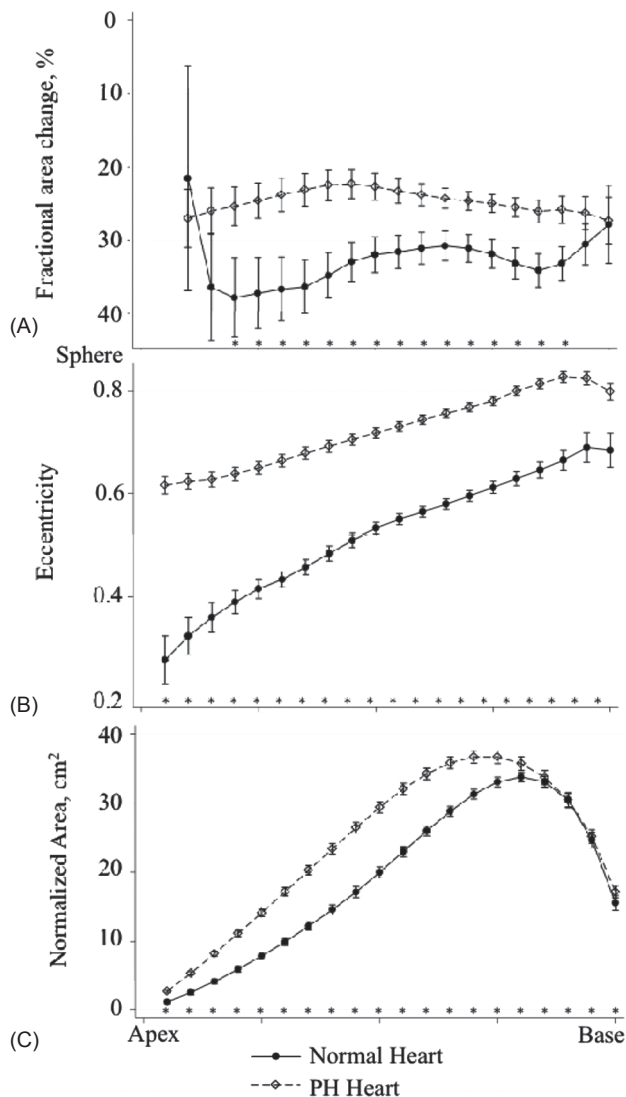 0
10
20
30
40
Fractional area change, %
(A)
* * * * * * * * * * * * * * *
Sphere
0.8
0.6
0.4
0.2
Eccentricity
(B)
* * * * * * * * * * * * * * * * * * * *
40
30
20
10
0
Normalized Area, cm²
* * * * * * * * * * * * * * * * * * * *
(C)
Apex
Base
Normal Heart
PH Heart